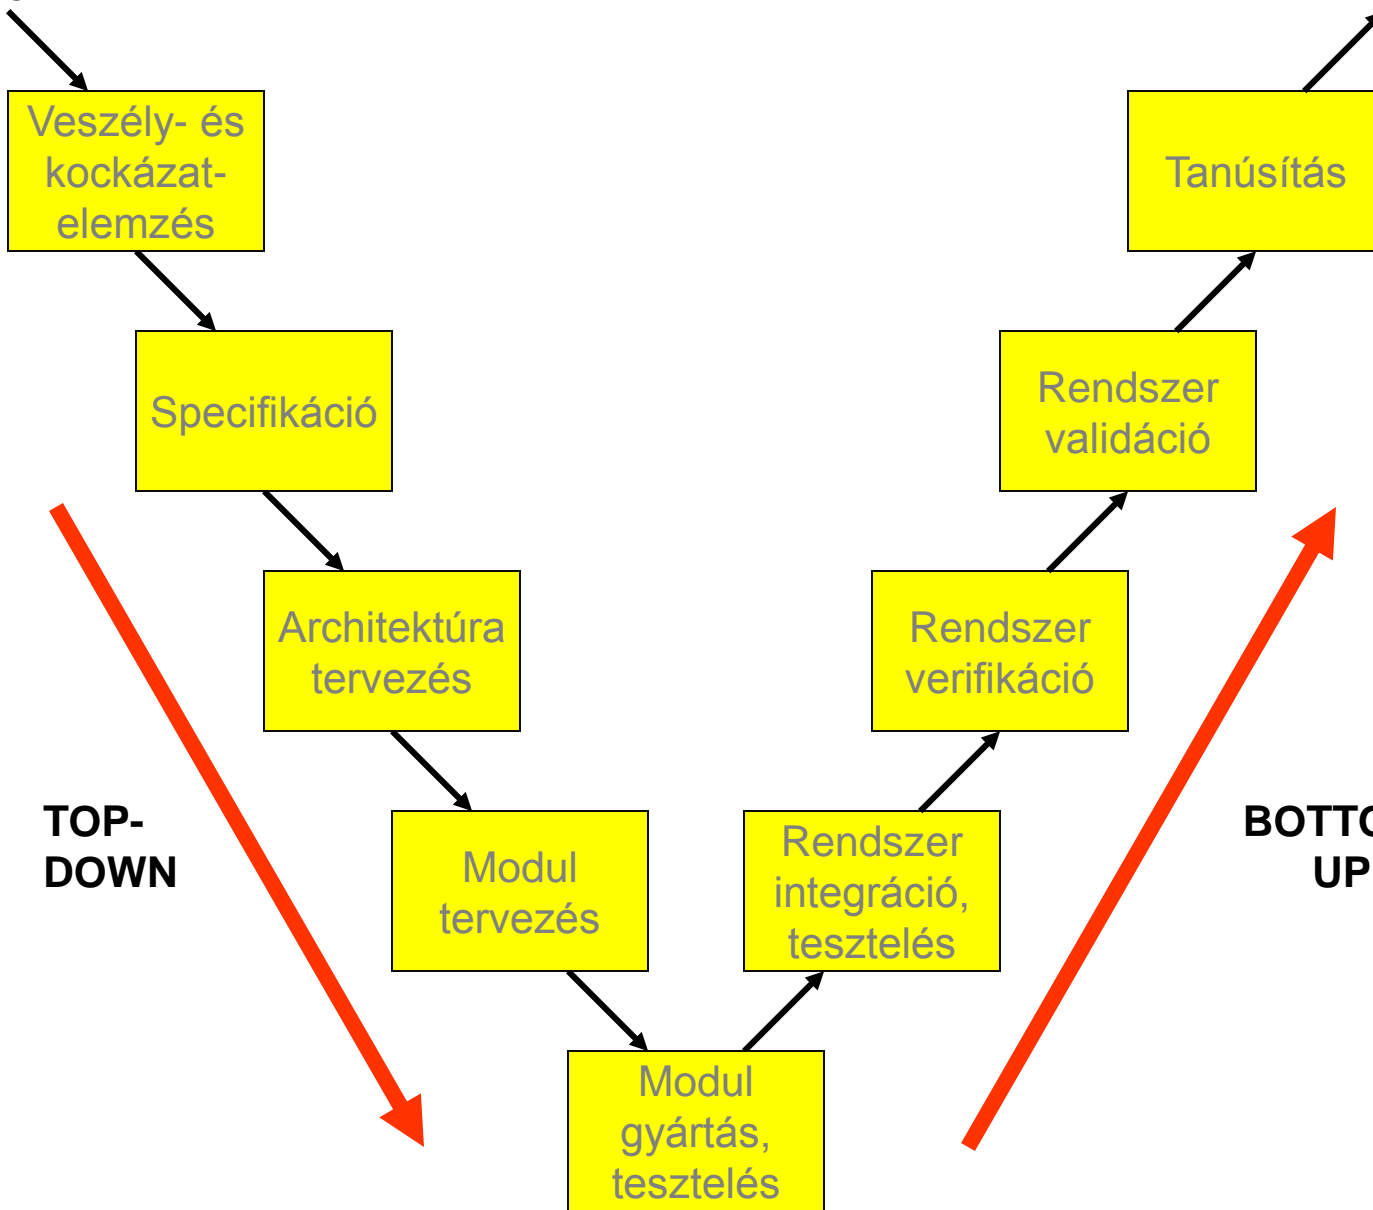 Veszély- és
kockázat-
elemzés
Tanúsítás
Specifikáció
Rendszer
validáció
Architektúra
tervezés
Rendszer
verifikáció
TOP-
DOWN
Modul
tervezés
Rendszer
integráció,
tesztelés
BOTTO
UP
Modul
gyártás,
tesztelés